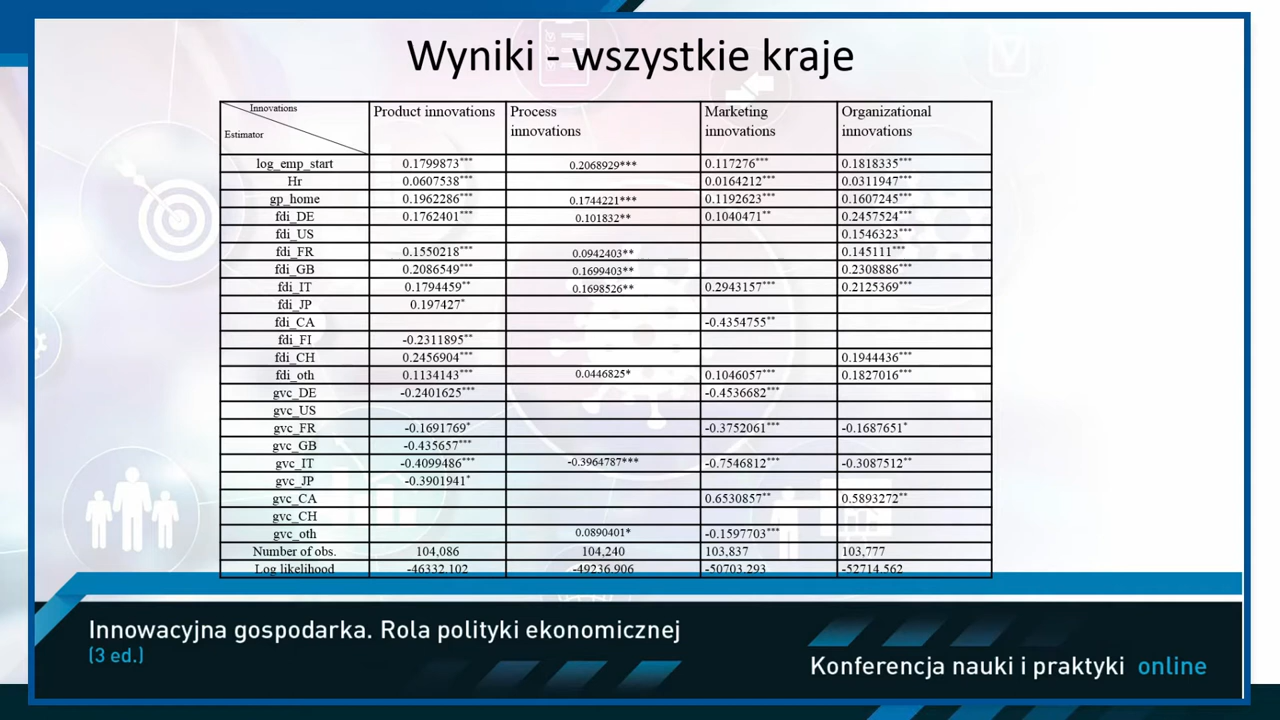 Wyniki - wszystkie kraje
Innovations
Estimator
Product innovations
Process
innovations
Marketing
innovations
Organizational
innovations
log_emp_start 0.1799873*** 0.2068929*** 0.117276*** 0.1818335***
Hr 0.0607538*** 0.0164212*** 0.0311947***
gp_home 0.1962286*** 0.1744221*** 0.1192623*** 0.1607245***
fdi_DE 0.1762401*** 0.101832** 0.1040471** 0.2457524***
fdi_US 0.1546323***
fdi_FR 0.1550218*** 0.0942403** 0.145111***
fdi_GB 0.2086549*** 0.1699403** 0.2308886***
fdi_IT 0.1794459** 0.1698526** 0.2943157*** 0.2125369***
fdi_JP 0.197427*
fdi_CA -0.4354755**
fdi_FI -0.2311895**
fdi_CH 0.2456904*** 0.1944436***
fdi_oth 0.1134143*** 0.0446825* 0.1046057*** 0.1827016***
gvc_DE -0.2401625*** -0.4536682***
gvc_US
gvc_FR -0.1691769* -0.3752061*** -0.1687651*
gvc_GB -0.435657***
gvc_IT -0.4099486*** -0.3964787*** -0.7546812*** -0.3087512**
gvc_JP -0.3901941*
gvc_CA 0.6530857** 0.5893272**
gvc_CH
gvc_oth 0.0890401* -0.1597703***
Number of obs. 104,086 104,240 103,837 103,777
Log likelihood -46332.102 -49236.906 -50703.293 -52714.562
Innowacyjna gospodarka. Rola polityki ekonomicznej
(3 ed.)
Konferencja nauki i praktyki online